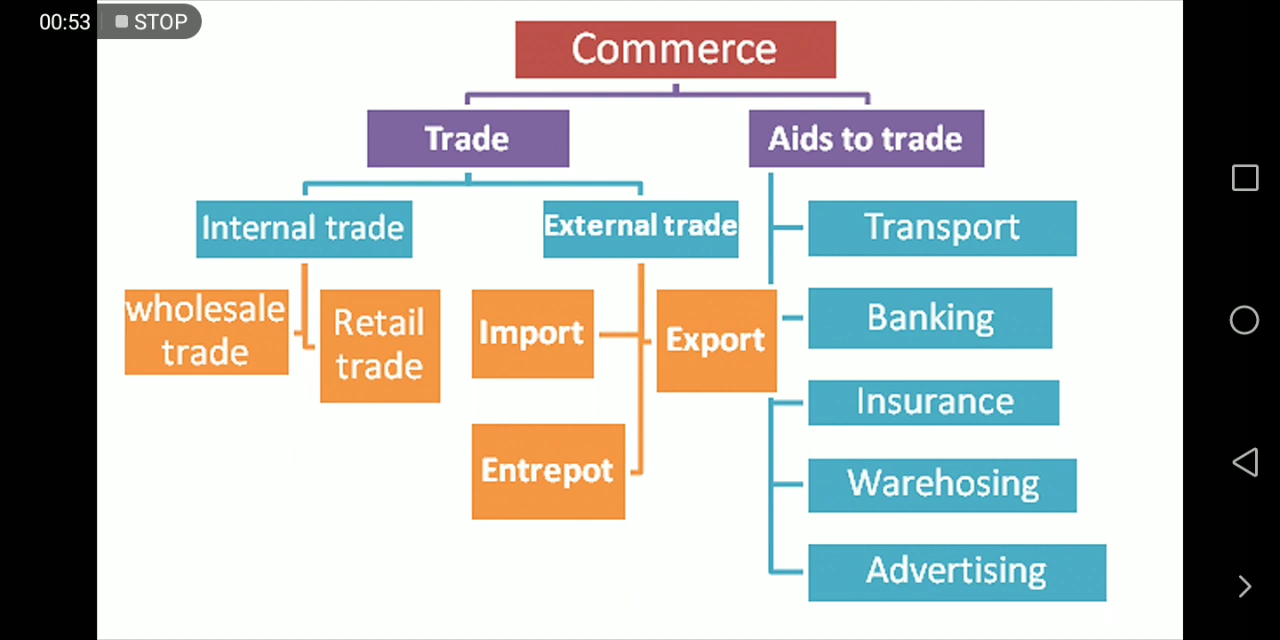 00:53
STOP
Commerce
Trade
Aids to trade
Internal trade
External trade
Transport
wholesale
trade
Retail
trade
Import
Export
Banking
Insurance
Entrepot
Warehosing
Advertising